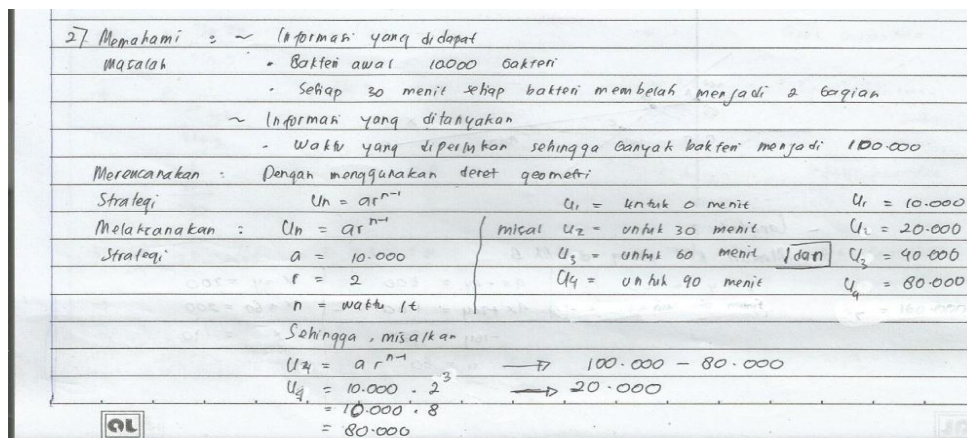 27 Memahami : ~ Informasi yang didapat
masalah - Bakteri awal 10000 bakteri
- Setiap 30 menit setiap bakteri membelah menjadi 2 bagian
~ Informasi yang ditanyakan
- Waktu yang diperlukan sehingga banyak bakteri menjadi 100.000
Merencanakan : Dengan menggunakan deret geometri
Strategi Un = ar^n-1 U1 = untuk 0 menit U1 = 10.000
Melaksanakan : Un = ar^n-1 misal U2 = untuk 30 menit U2 = 20.000
Strategi a = 10.000 U3 = untuk 60 menit dan U3 = 40.000
r = 2 U4 = untuk 90 menit U4 = 80.000
n = waktu /t
Sehingga, misalkan
U4 = ar^n-1 → 100.000 - 80.000
U4 = 10.000 . 2^3 → 20.000
= 10.000 . 8
= 80.000